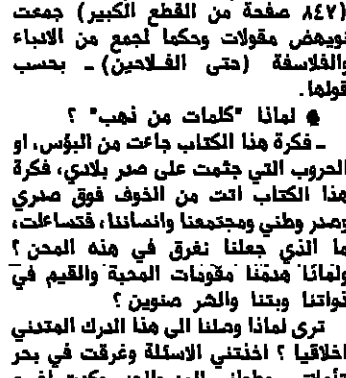 (٨٤٧ صفحة من القطع الكبير) جمعت
نويهض مقولات وحكما لجمع من الادباء
والفلاسفة (حتى الفلاحين) ـ بحسب
قولها.
● لماذا "كلمات من ذهب" ؟
ـ فكرة هذا الكتاب جاءت من البؤس، او
الحروب التي جثمت على صدر بلادي، فكرة
هذا الكتاب اتت من الخوف فوق صدري
وصدر وطني ومجتمعنا وانساننا، فتساءلت،
ما الذي جعلنا نغرق في هذه المحن ؟
ولماذا هدمنا مقومات المحبة والقيم في
ذواتنا وبتنا والشر صنوين ؟
ترى لماذا وصلنا الى هذا الدرك المتدني
اخلاقيا ؟ اخذتني الاسئلة وغرقت في بحر